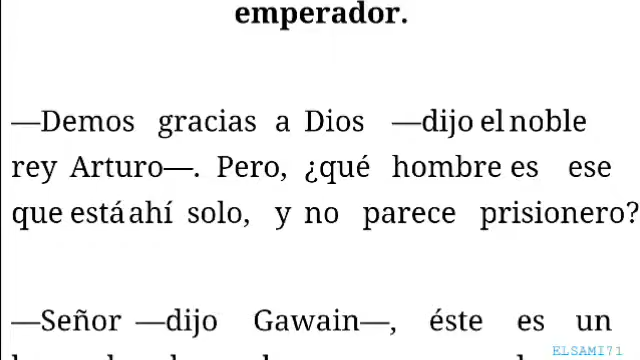 emperador.
—Demos gracias a Dios —dijo el noble
rey Arturo—. Pero, ¿qué hombre es ese
que está ahí solo, y no parece prisionero?
—Señor —dijo Gawain—, éste es un
ELSAMI71